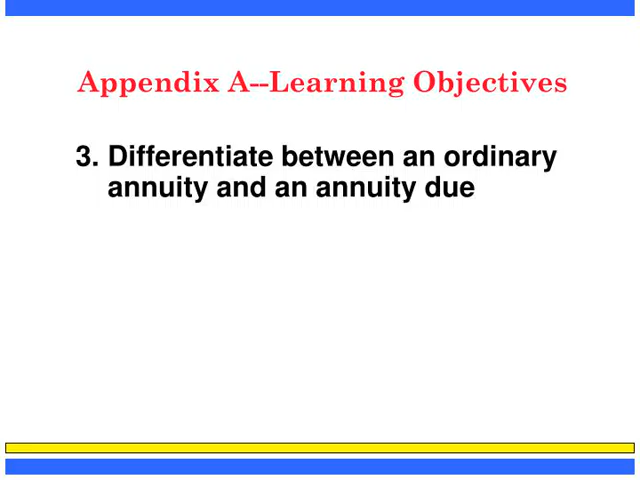 Appendix A--Learning Objectives
3. Differentiate between an ordinary
annuity and an annuity due